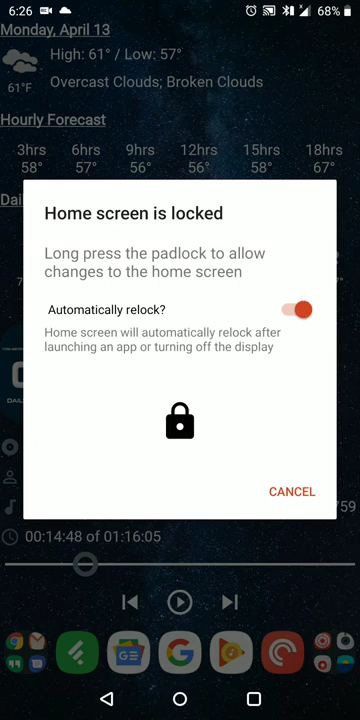 6:26
68%
Monday, April 13
High: 61° / Low: 57°
Overcast Clouds; Broken Clouds
61°F
Hourly Forecast
3hrs 6hrs 9hrs 12hrs 15hrs 18hrs
58° 57° 56° 56° 58° 67°
Home screen is locked
Long press the padlock to allow
changes to the home screen
Automatically relock?
Home screen will automatically relock after
launching an app or turning off the display
CANCEL
00:14:48 of 01:16:05